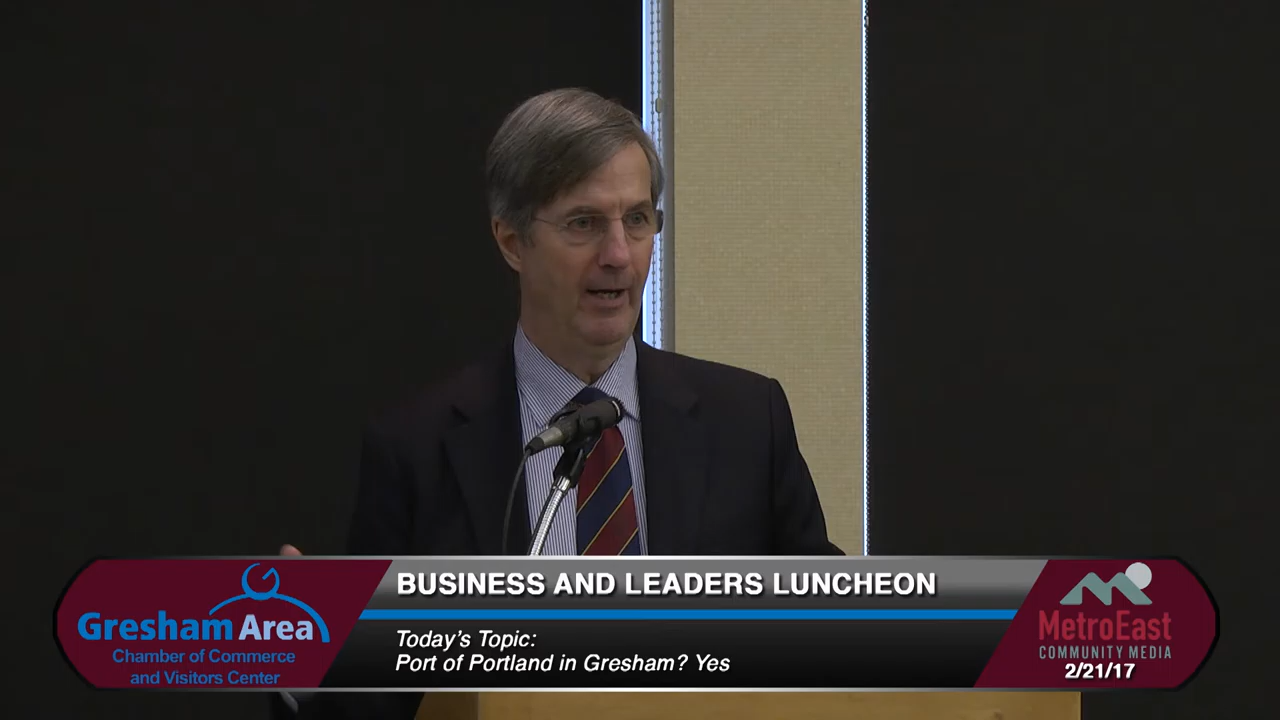 BUSINESS AND LEADERS LUNCHEON
Today's Topic:
Port of Portland in Gresham? Yes
Gresham Area
Chamber of Commerce
and Visitors Center
MetroEast
COMMUNITY MEDIA
2/21/17